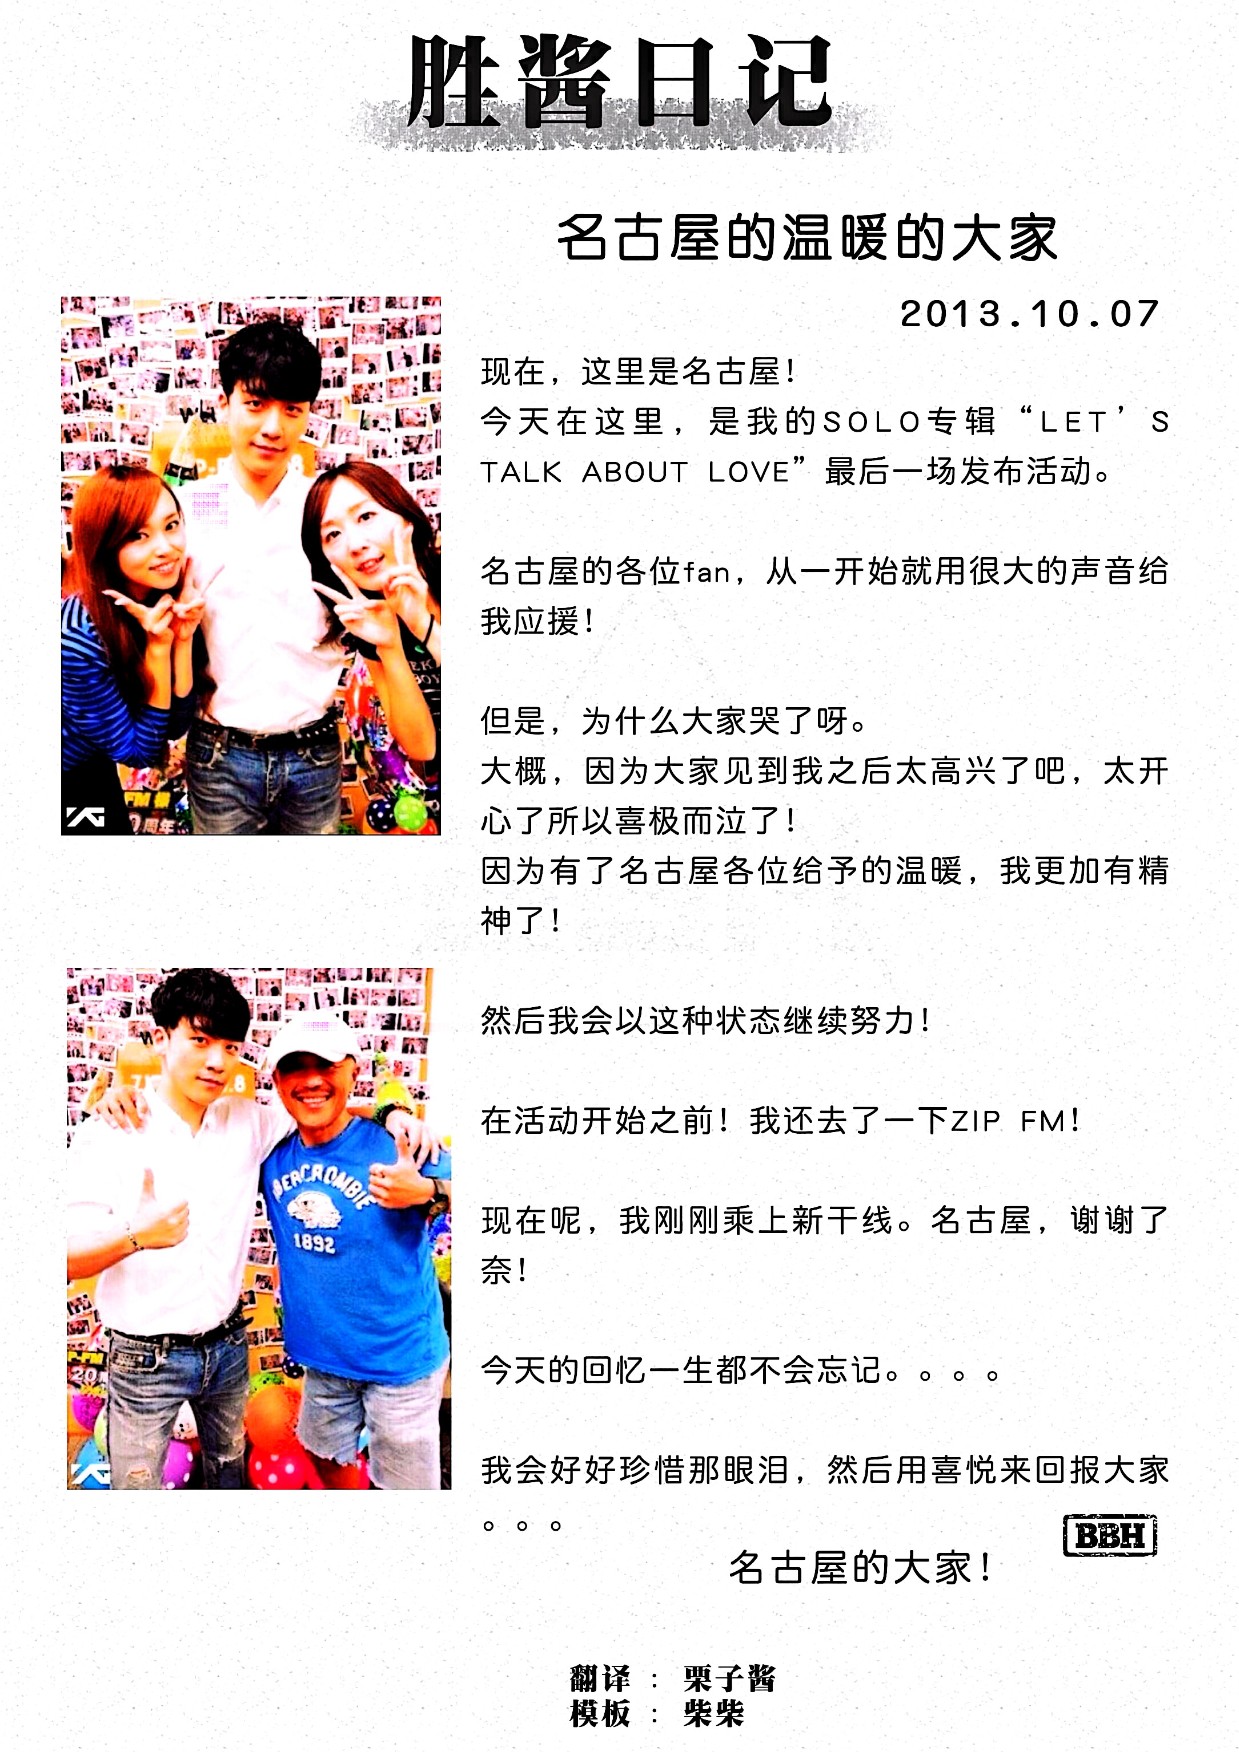 胜酱日记
名古屋的温暖的大家
2013.10.07
现在，这里是名古屋！
今天在这里，是我的SOLO专辑“LET’S
TALK ABOUT LOVE”最后一场发布活动。
名古屋的各位fan，从一开始就用很大的声音给
我应援！
但是，为什么大家哭了呀。
大概，因为大家见到我之后太高兴了吧，太开
心了所以喜极而泣了！
因为有了名古屋各位给予的温暖，我更加有精
神了！
然后我会以这种状态继续努力！
在活动开始之前！我还去了一下ZIP FM！
现在呢，我刚刚乘上新干线。名古屋，谢谢了
奈！
今天的回忆一生都不会忘记。。。。
我会好好珍惜那眼泪，然后用喜悦来回报大家
。。。
BBH
名古屋的大家！
翻译：栗子酱
模板：柴柴
YG
周年
YG
1892